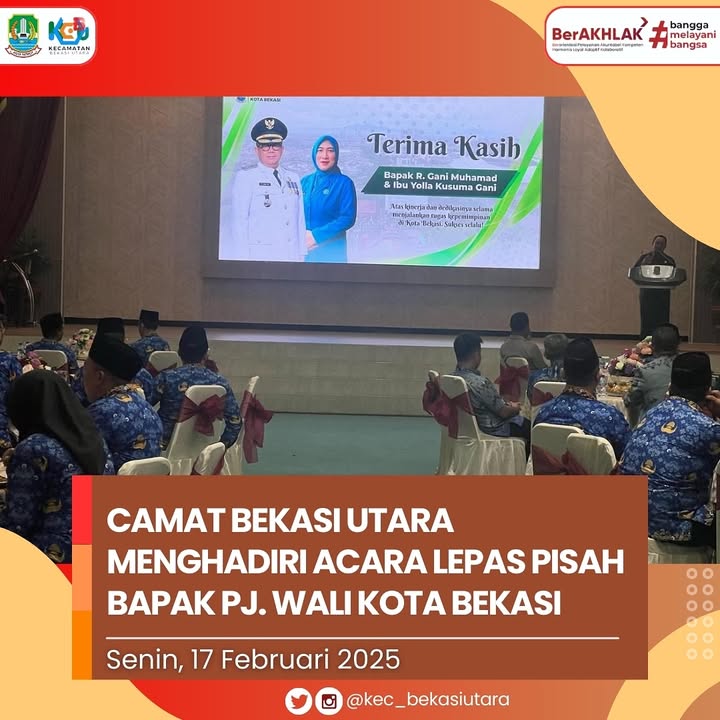 KECAMATAN
BEKASI UTARA
BerAKHLAK
#bangga
melayani
bangsa
KOTA BEKASI
Terima Kasih
Bapak R. Gani Muhamad
& Ibu Yolla Kusuma Gani
Atas kinerja dan dedikasinya selama
menjalankan tugas kepemimpinan
di Kota Bekasi. Sukses selalu!
CAMAT BEKASI UTARA
MENGHADIRI ACARA LEPAS PISAH
BAPAK PJ. WALI KOTA BEKASI
Senin, 17 Februari 2025
@kec_bekasiutara